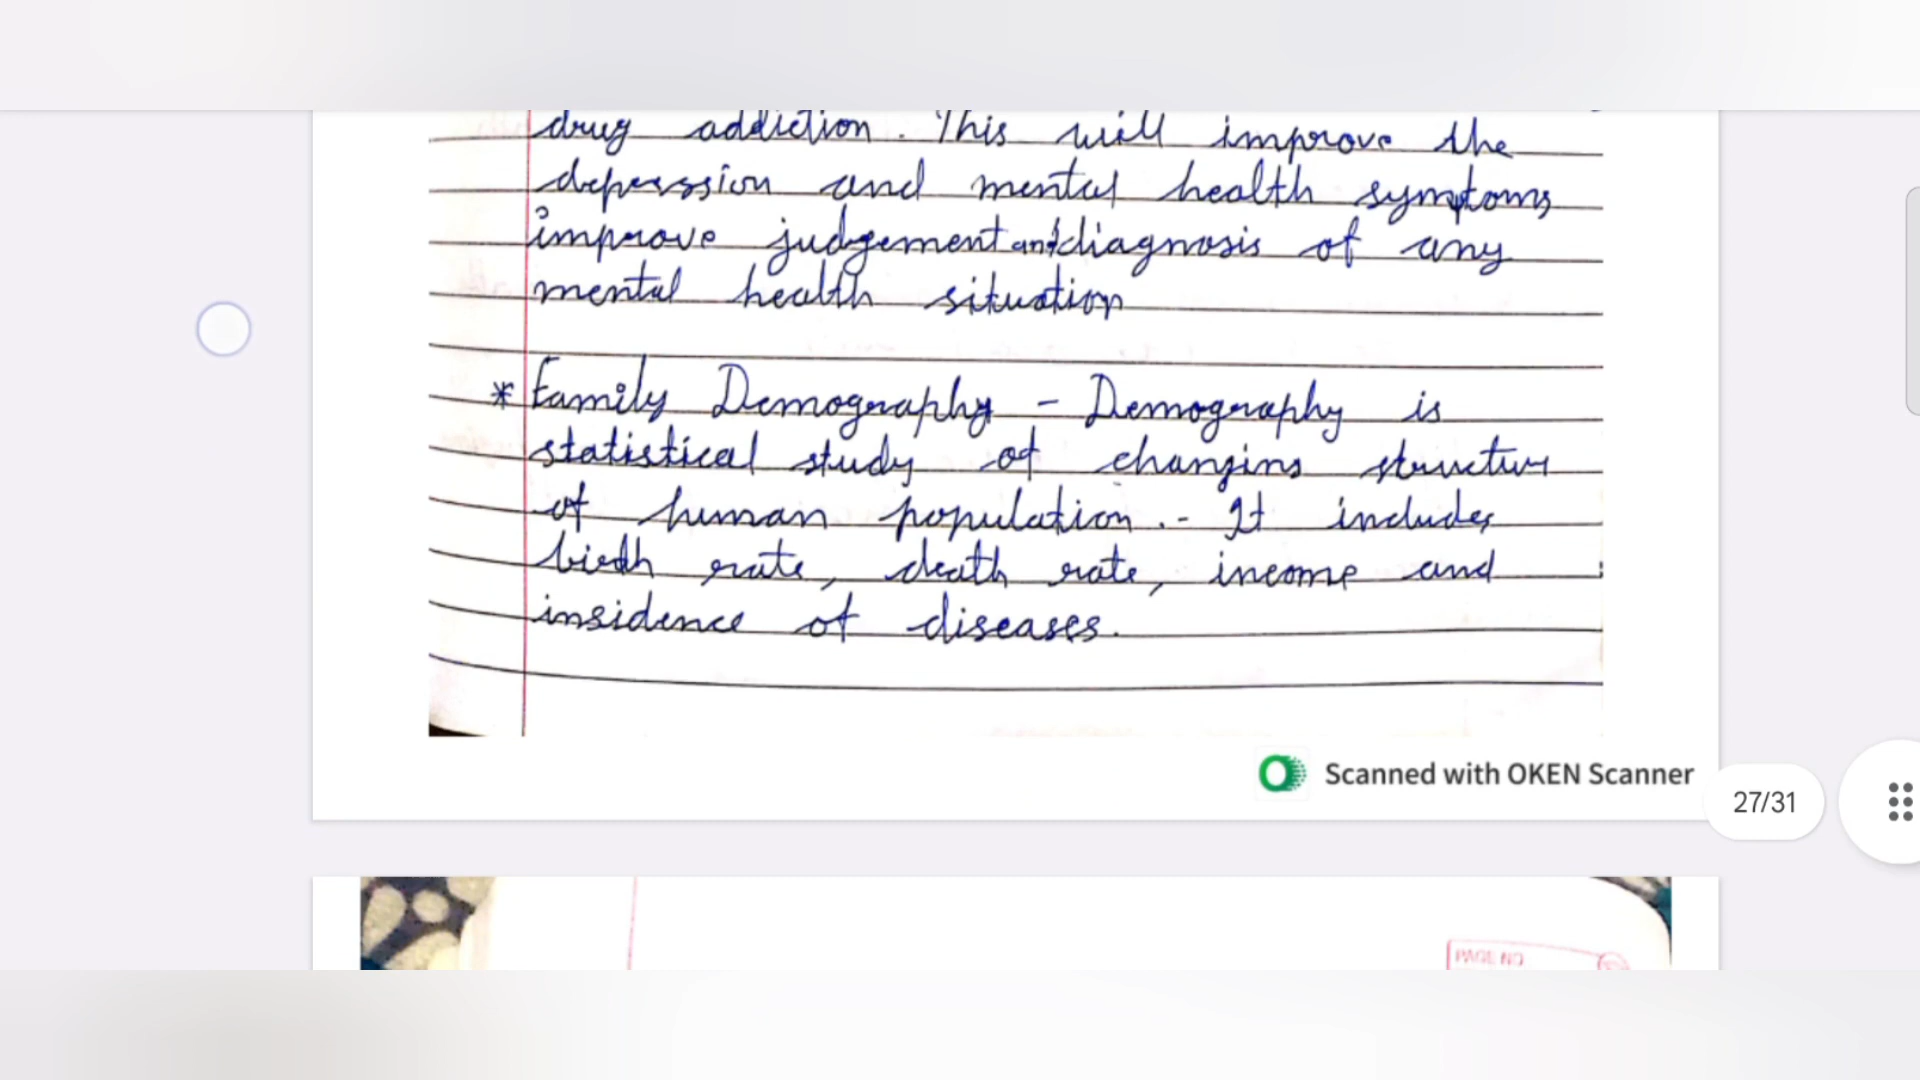 drug addiction. This will improve the
depression and mental health symptoms
improve judgement and diagnosis of any
mental health situation
* Family Demography - Demography is
statistical study of changing structure
of human population. - It includes
birth rate, death rate, income and
insidence of diseases.
Scanned with OKEN Scanner
27/31
PAGE NO